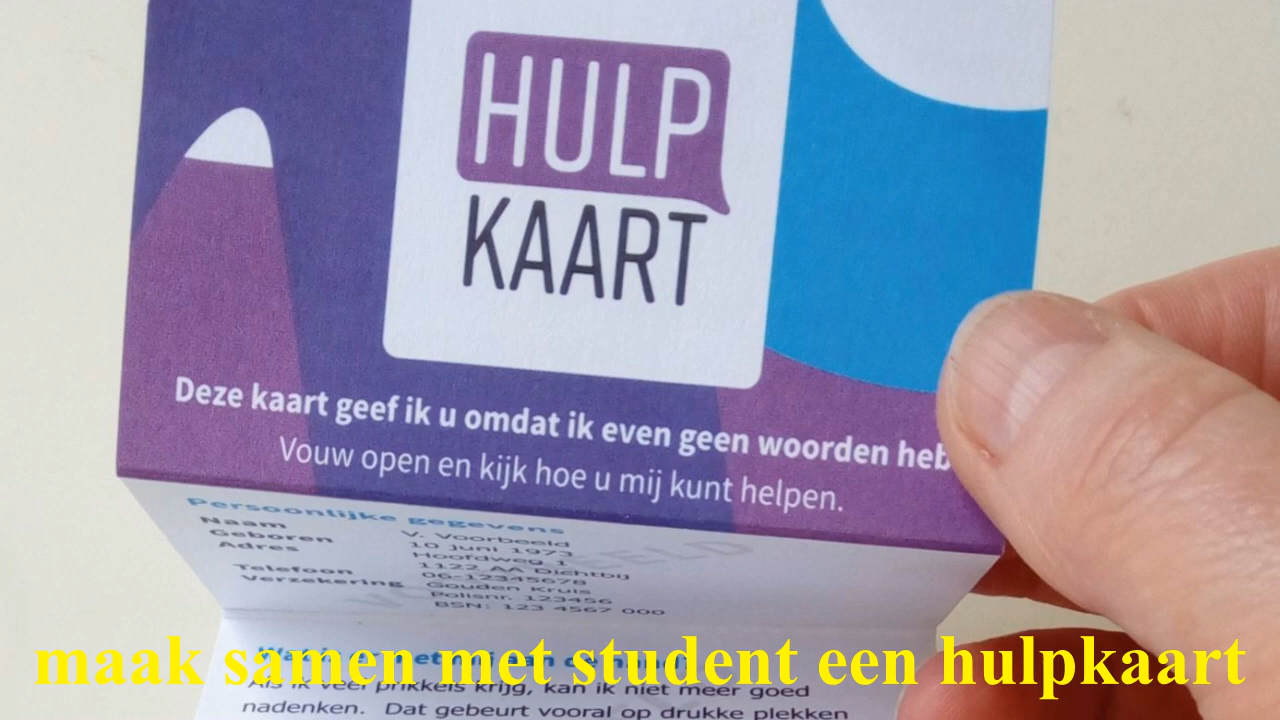 HULP
KAART
Deze kaart geef ik u omdat ik even geen woorden heb
Vouw open en kijk hoe u mij kunt helpen.
Persoonlijke gegevens
Naam V. Voorbeeld
Geboren 10 juni 1973
Adres Hoofdweg 1
1122 AA Dichtbij
Telefoon 06-12345678
Verzekering Gouden Kruis
Polisnr. 123456
BSN: 123 4567 000
maak samen met student een hulpkaart
Als ik veel prikkels krijg, kan ik niet meer goed
nadenken. Dat gebeurt vooral op drukke plekken